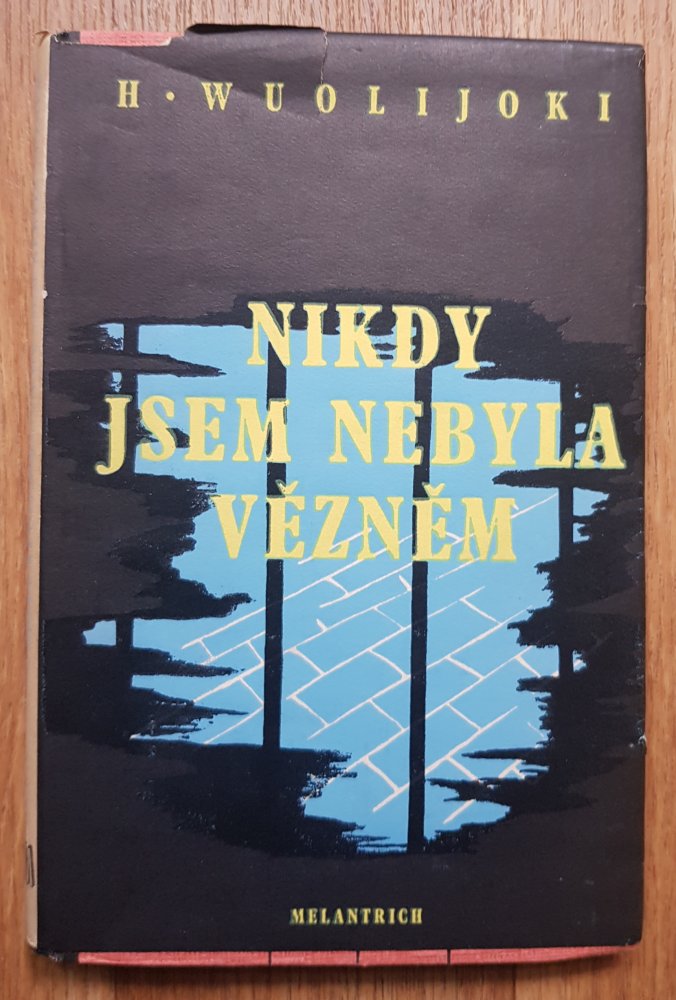 H · WUOLIJOKI
NIKDY
JSEM NEBYLA
VĚZNĚM
MELANTRICH